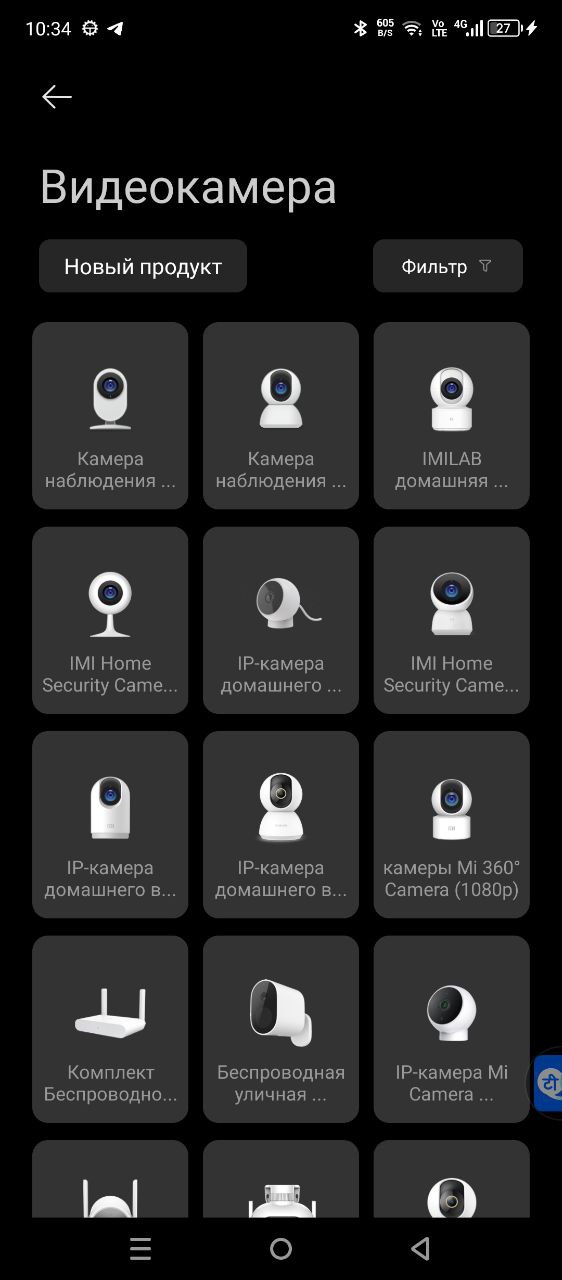 10:34
605
B/S
Vo
LTE
4G
27
Видеокамера
Новый продукт
Фильтр
Камера
наблюдения ...
Камера
наблюдения ...
IMILAB
домашняя ...
IMI Home
Security Came...
IP-камера
домашнего ...
IMI Home
Security Came...
IP-камера
домашнего в...
IP-камера
домашнего в...
камеры Mi 360°
Camera (1080p)
Комплект
Беспроводно...
Беспроводная
уличная ...
IP-камера Mi
Camera ...
टी